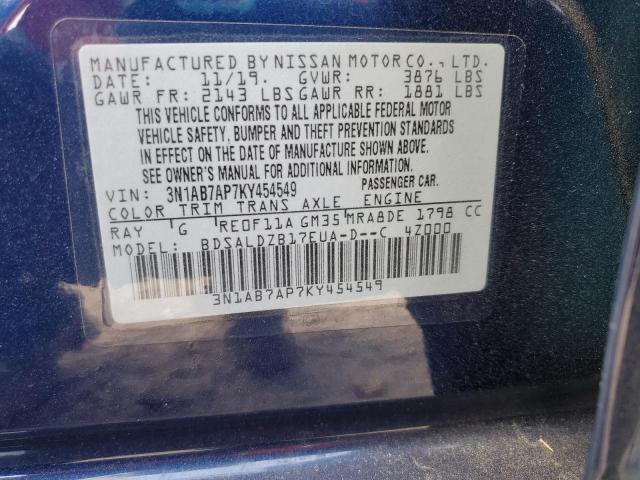 MANUFACTURED BY NISSAN MOTOR CO., LTD.
DATE: 11/19. GVWR: 3876 LBS
GAWR FR: 2143 LBS GAWR RR: 1881 LBS
THIS VEHICLE CONFORMS TO ALL APPLICABLE FEDERAL MOTOR
VEHICLE SAFETY, BUMPER AND THEFT PREVENTION STANDARDS
IN EFFECT ON THE DATE OF MANUFACTURE SHOWN ABOVE.
SEE OWNER'S MANUAL FOR ADDITIONAL INFORMATION.
VIN: 3N1AB7AP7KY454549 PASSENGER CAR.
COLOR TRIM TRANS AXLE ENGINE
RAY G RE0F11A GM35 MRA8DE 1798 CC
MODEL: BDSALDZB17EUA-D--C 4Z000
3N1AB7AP7KY454549